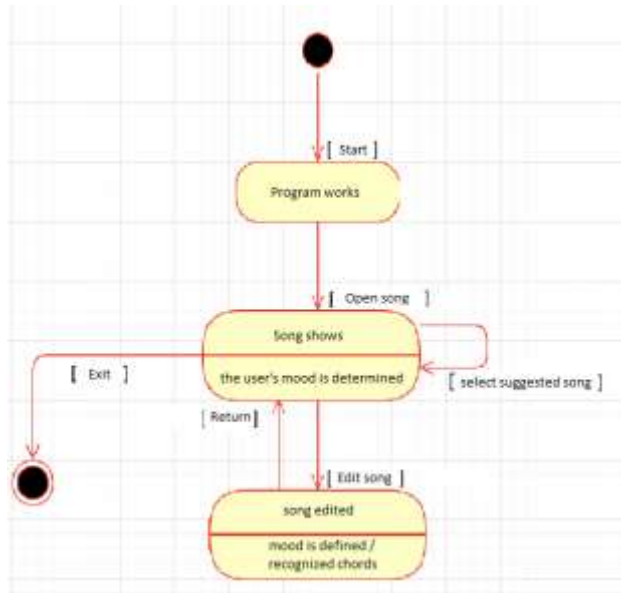 [ Start ]
Program works
[ Open song ]
Song shows
[ Exit ]
the user's mood is determined
[ select suggested song ]
[ Return ]
[ Edit song ]
song edited
mood is defined /
recognized chords